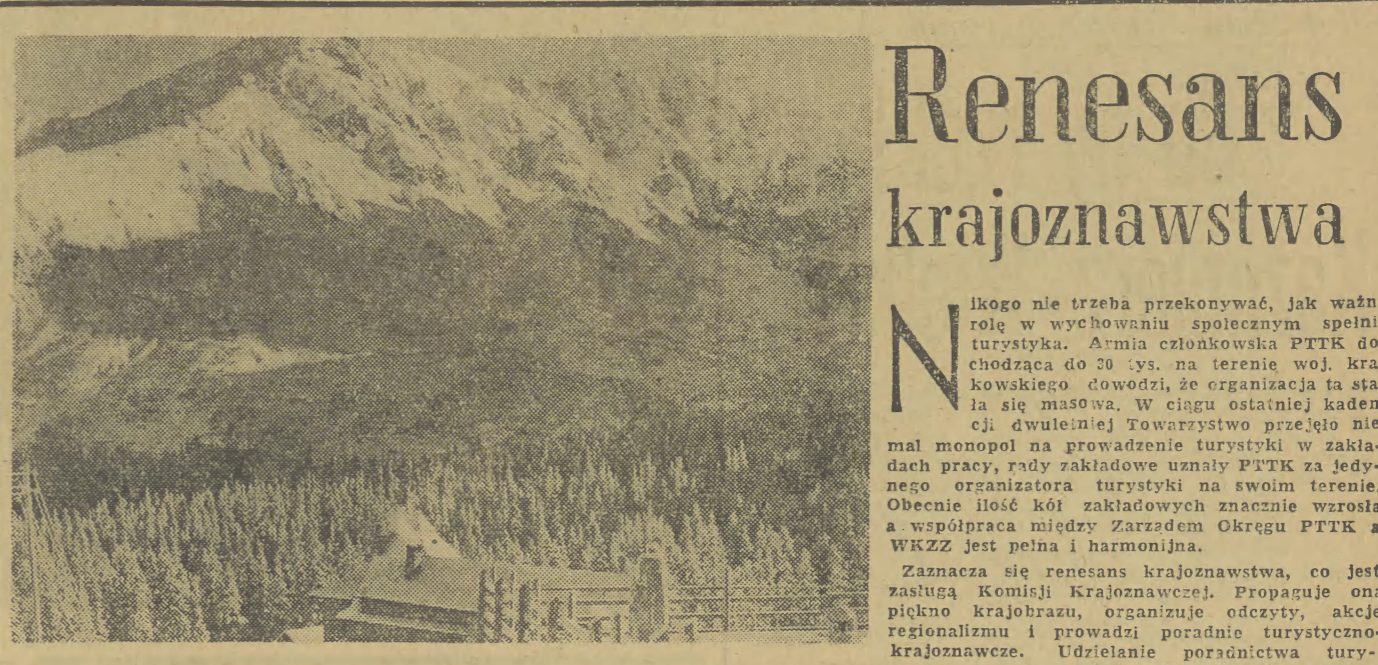 Renesans
krajoznawstwa
Nikogo nie trzeba przekonywać, jak ważn
rolę w wychowaniu społecznym spełni
turystyka. Armia członkowska PTTK do
chodząca do 30 tys. na terenie woj. kra
kowskiego dowodzi, że organizacja ta sta
ła się masowa. W ciągu ostatniej kaden
cji dwuletniej Towarzystwo przejęło nie
mal monopol na prowadzenie turystyki w zakła-
dach pracy, rady zakładowe uznały PTTK za jedy-
nego organizatora turystyki na swoim terenie.
Obecnie ilość kół zakładowych znacznie wzrosła
a współpraca między Zarządem Okręgu PTTK a
WKZZ jest pełna i harmonijna.
Zaznacza się renesans krajoznawstwa, co jest
zasługą Komisji Krajoznawczej. Propaguje ona
piękno krajobrazu, organizuje odczyty, akcje
regionalizmu i prowadzi poradnie turystyczno-
krajoznawcze. Udzielanie poradnictwa tury-